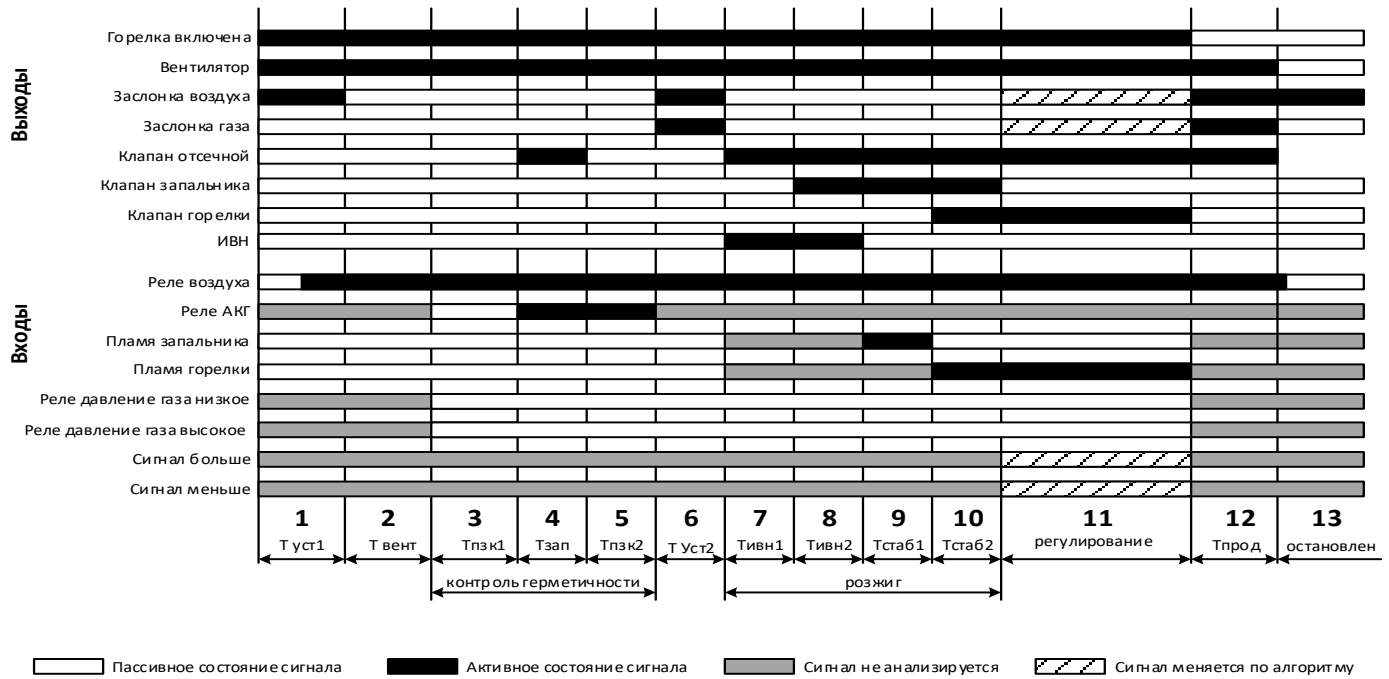 Выходы
Горелка включена
Вентилятор
Заслонка воздуха
Заслонка газа
Клапан отсечной
Клапан запальника
Клапан горелки
ИВН
Входы
Реле воздуха
Реле АКГ
Пламя запальника
Пламя горелки
Реле давление газа низкое
Реле давление газа высокое
Сигнал больше
Сигнал меньше
1 2 3 4 5 6 7 8 9 10 11 12 13
Т уст1 Т вент Тпзк1 Тзап Тпзк2 Т Уст2 Тивн1 Тивн2 Тстаб1 Тстаб2 регулирование Тпрод остановлен
контроль герметичности розжиг
Пассивное состояние сигнала Активное состояние сигнала Сигнал не анализируется Сигнал меняется по алгоритму